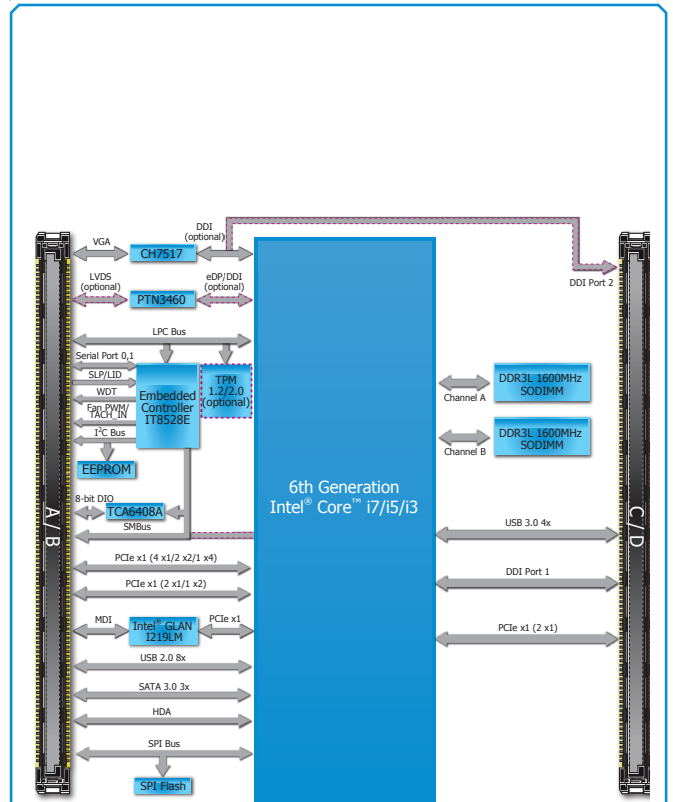 DDI
(optional)
VGA
CH7517
DDI Port 2
LVDS
(optional)
eDP/DDI
(optional)
PTN3460
LPC Bus
Serial Port 0,1
SLP/LID
WDT
Fan PWM/
TACH_IN
I²C Bus
Embedded
Controller
IT8528E
TPM
1.2/2.0
(optional)
EEPROM
8-bit DIO
TCA6408A
SMBus
A/B
PCIe x1 (4 x1/2 x2/1 x4)
PCIe x1 (2 x1/1 x2)
MDI
Intel® GLAN
I219LM
PCIe x1
USB 2.0 8x
SATA 3.0 3x
HDA
SPI Bus
SPI Flash
6th Generation
Intel® Core™ i7/i5/i3
Channel A
DDR3L 1600MHz
SODIMM
Channel B
DDR3L 1600MHz
SODIMM
USB 3.0 4x
DDI Port 1
PCIe x1 (2 x1)
C/D